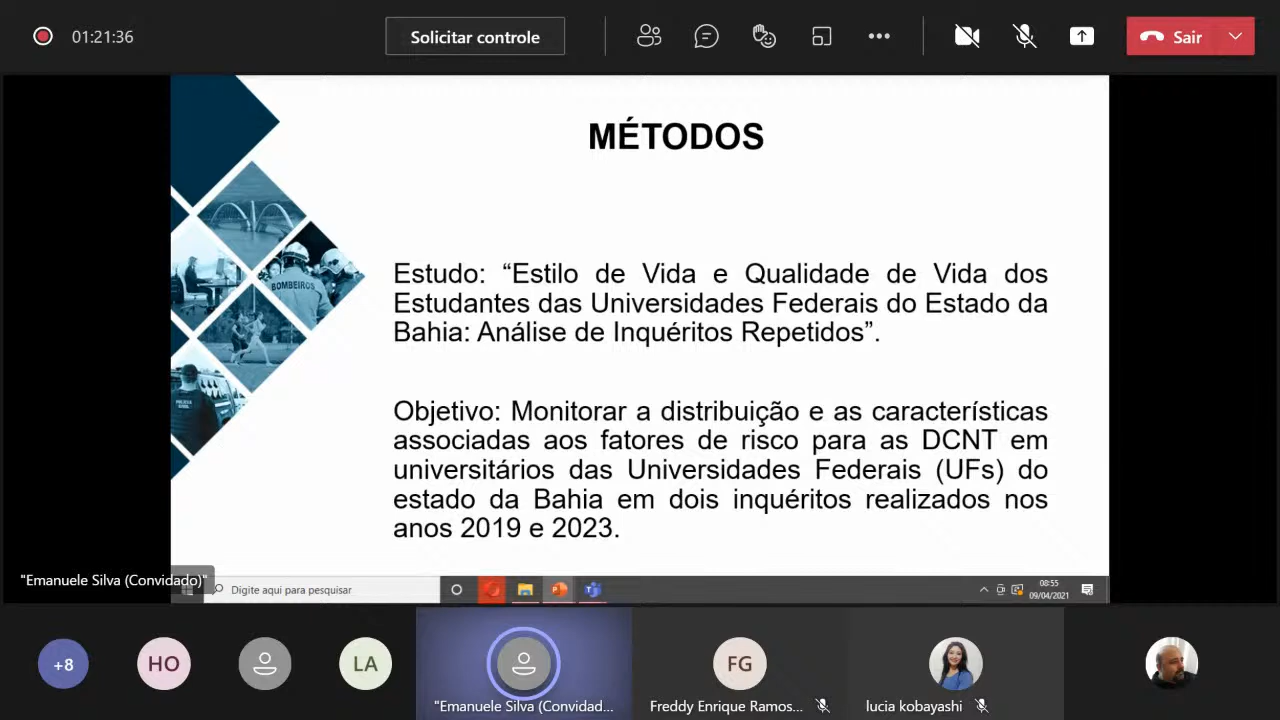 01:21:36
Solicitar controle
Sair
MÉTODOS
BOMBEIROS
Estudo: “Estilo de Vida e Qualidade de Vida dos
Estudantes das Universidades Federais do Estado da
Bahia: Análise de Inquéritos Repetidos”.
Objetivo: Monitorar a distribuição e as características
associadas aos fatores de risco para as DCNT em
universitários das Universidades Federais (UFs) do
estado da Bahia em dois inquéritos realizados nos
anos 2019 e 2023.
POLÍCIA
CIVIL
"Emanuele Silva (Convidado)"
Digite aqui para pesquisar
08:55
09/04/2021
+8
HO
LA
"Emanuele Silva (Convidad...
FG
Freddy Enrique Ramos...
lucia kobayashi